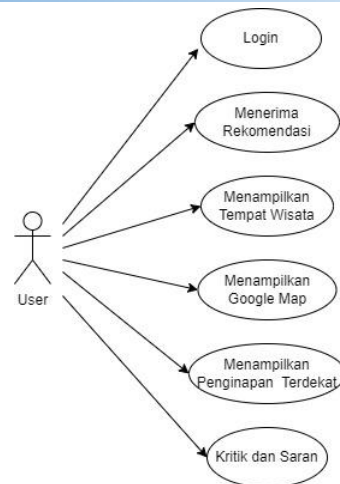 Login
Menerima
Rekomendasi
Menampilkan
Tempat Wisata
User
Menampilkan
Google Map
Menampilkan
Penginapan Terdekat
Kritik dan Saran